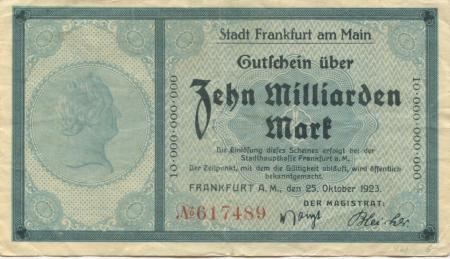 Stadt Frankfurt am Main
Gutschein über
Zehn Milliarden
Mark
10·000·000·000
10·000·000·000
Die Einlösung dieses Scheines erfolgt bei der
Stadthauptkasse Frankfurt a.M.
Der Zeitpunkt, mit dem die Gültigkeit abläuft, wird öffentlich
bekanntgemacht.
FRANKFURT A.M., den 25. Oktober 1923.
DER MAGISTRAT:
№617489